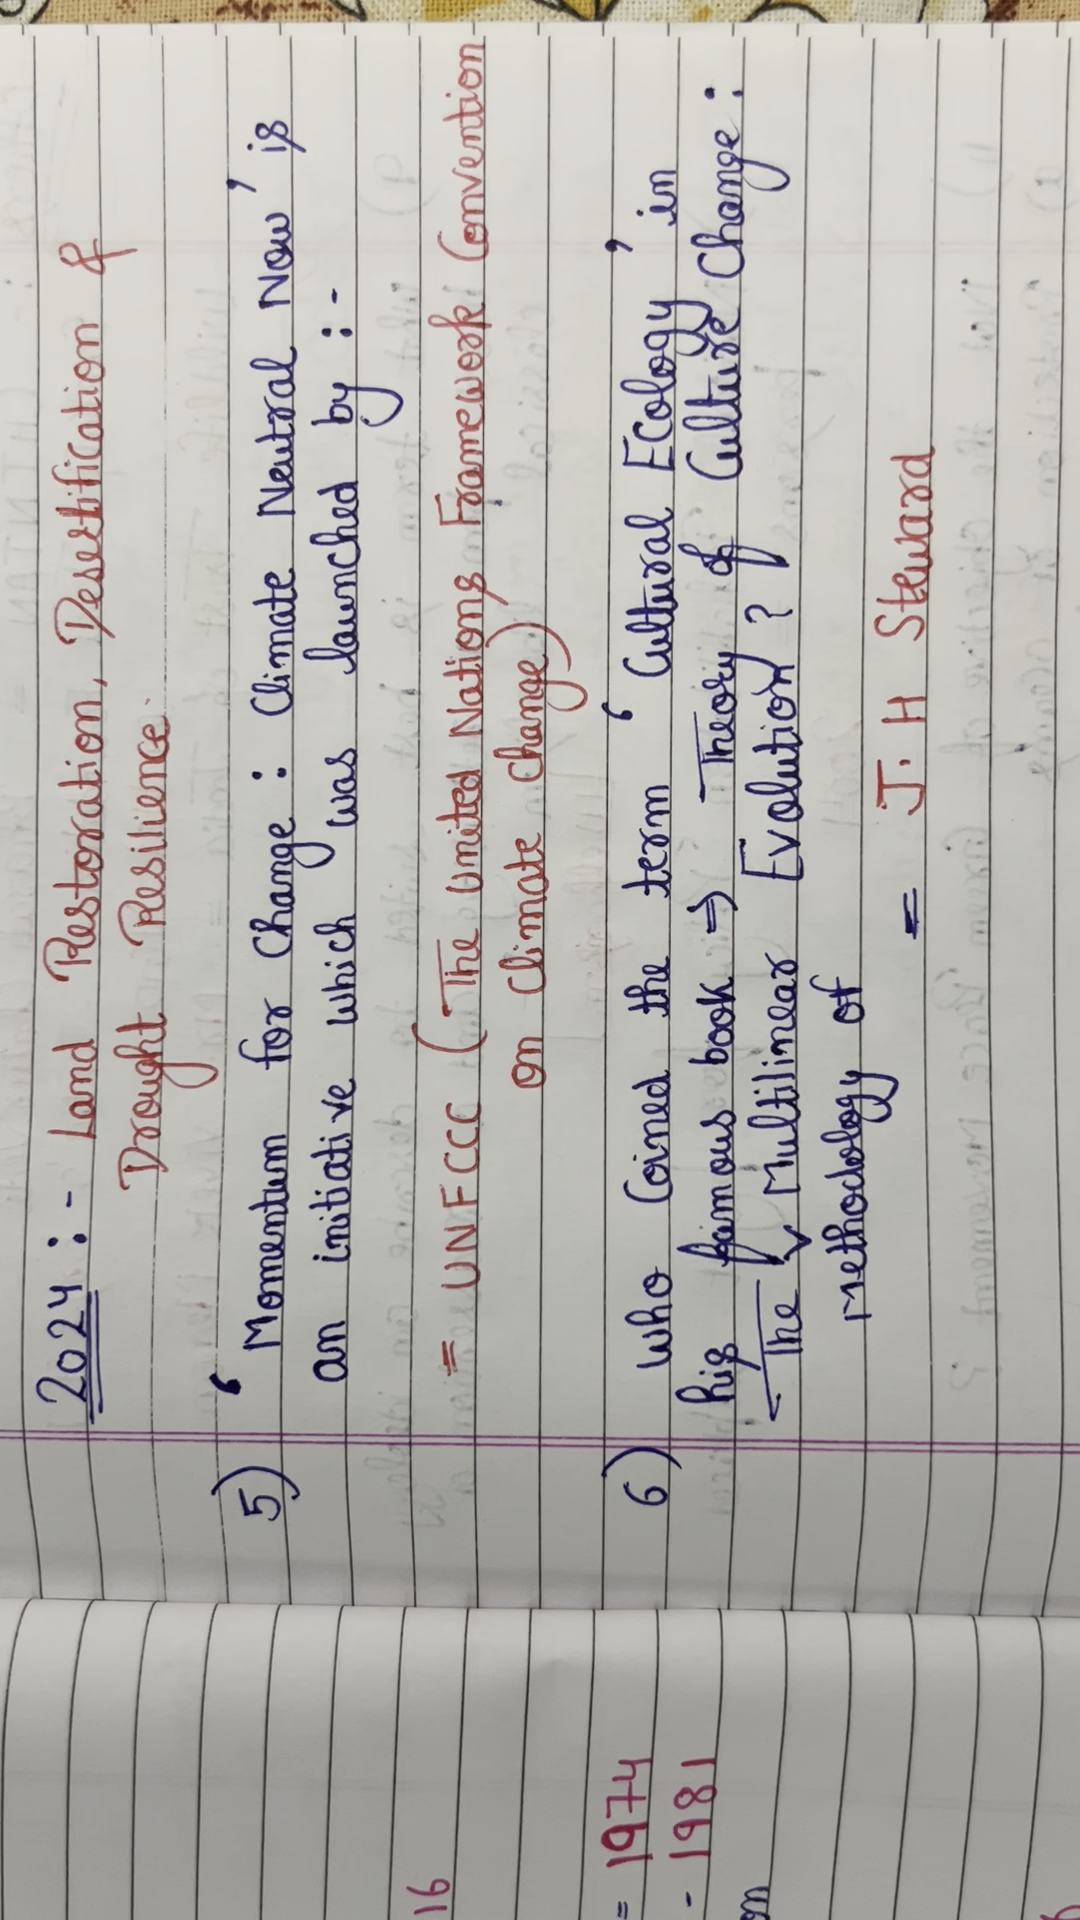 2024 :- Land Restoration, Desertification &
Drought Resilience.
5) ‘Momentum for Change : Climate Neutral Now’ is
an initiative which was launched by :-
= UNFCCC (The United Nations Framework Convention
on Climate Change)
6) Who Coined the term ‘Cultural Ecology’ in
his famous book ⇒ Theory of Culture Change :
The Multilinear Evolution ?
methodology of
= J. H Steward
16
= 1974
- 1981